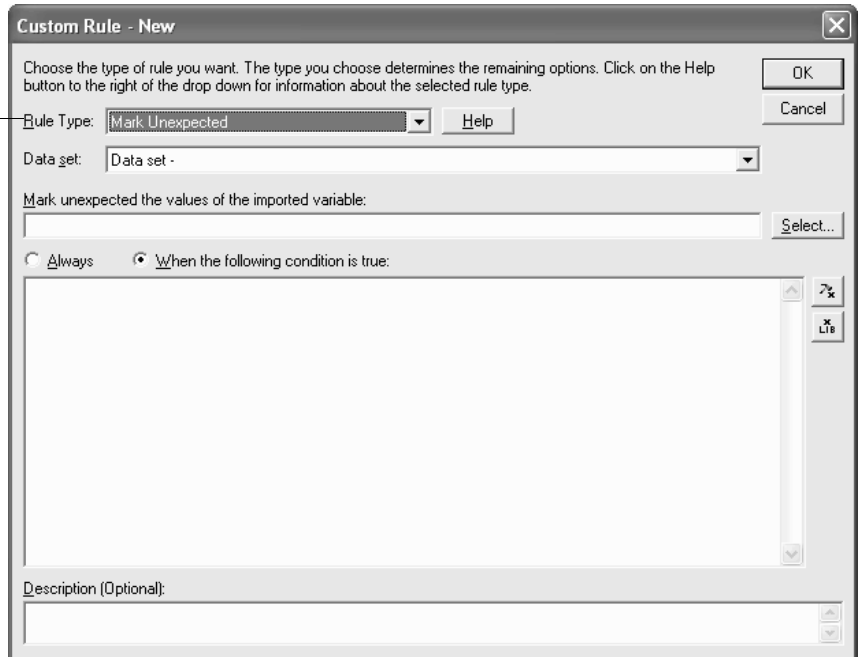 Custom Rule - New
Choose the type of rule you want. The type you choose determines the remaining options. Click on the Help
button to the right of the drop down for information about the selected rule type.
OK
Cancel
Rule Type: Mark Unexpected Help
Data set: Data set -
Mark unexpected the values of the imported variable:
Select...
Always When the following condition is true:
x
LIB
Description (Optional):